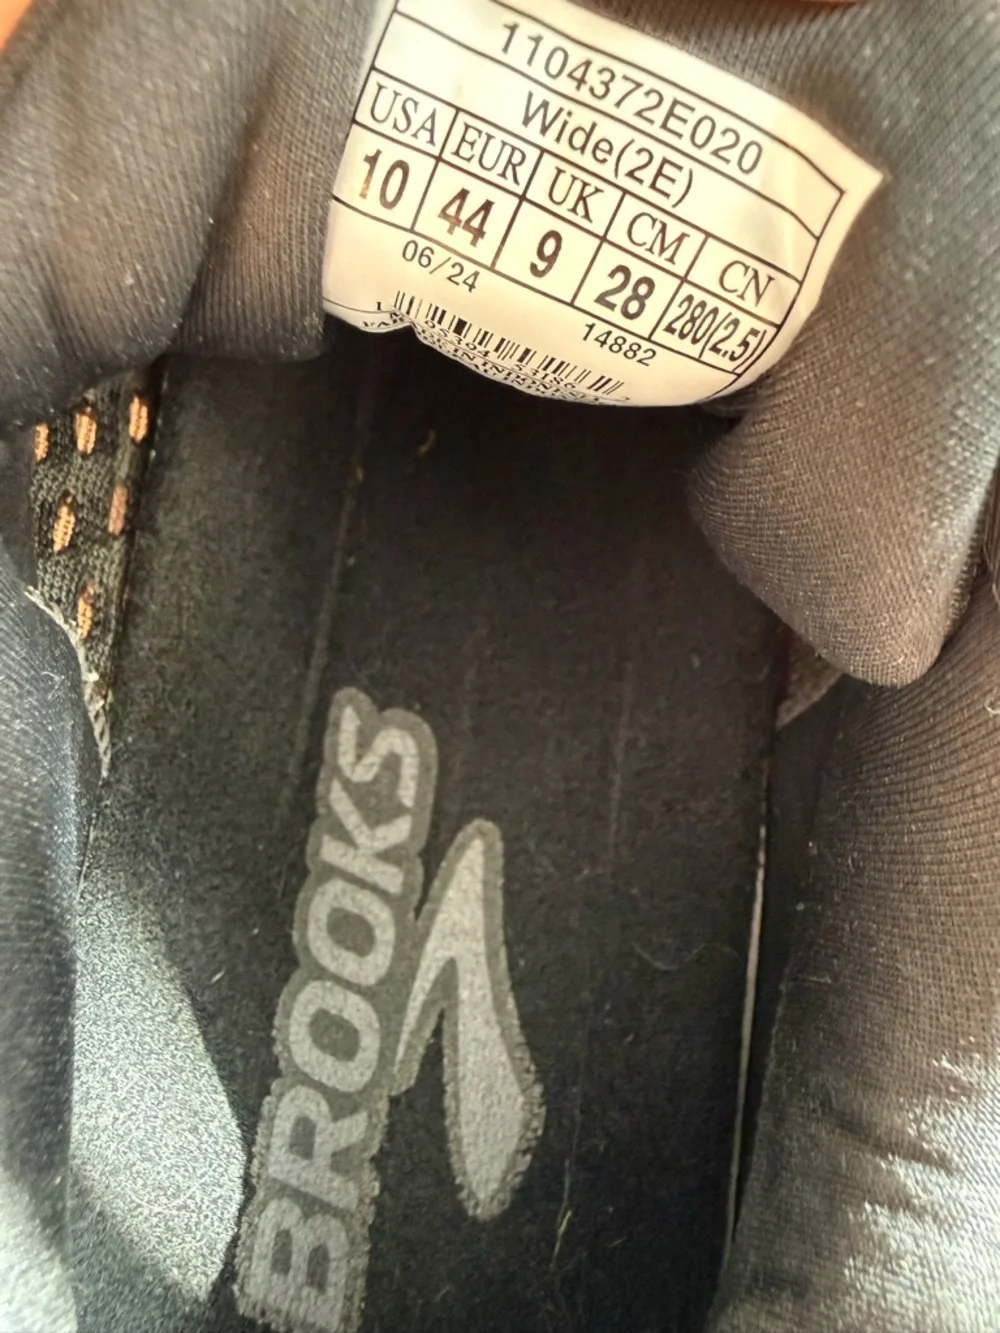 1104372E020
Wide(2E)
USA EUR UK CM CN
10 44 9 28 280(2.5)
06/24 14882
BROOKS